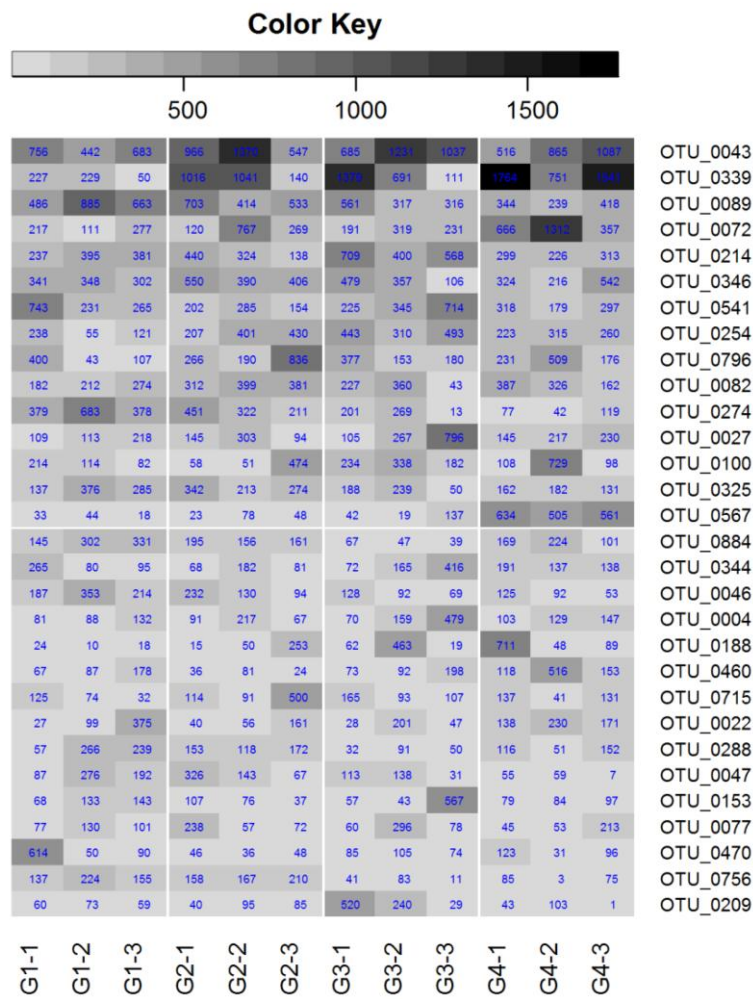 Color Key
500 1000 1500
756 442 683 966 547 685 1231 1037 516 865 1087 OTU_0043
227 229 50 1016 1041 140 1379 691 111 1764 751 OTU_0339
486 885 663 703 414 533 561 317 316 344 239 418 OTU_0089
217 111 277 120 767 269 191 319 231 666 1312 357 OTU_0072
237 395 381 440 324 138 709 400 568 299 226 313 OTU_0214
341 348 302 550 390 406 479 357 106 324 216 542 OTU_0346
743 231 265 202 285 154 225 345 714 318 179 297 OTU_0541
238 55 121 207 401 430 443 310 493 223 315 260 OTU_0254
400 43 107 266 190 836 377 153 180 231 509 176 OTU_0796
182 212 274 312 399 381 227 360 43 387 326 162 OTU_0082
379 683 378 451 322 211 201 269 13 77 42 119 OTU_0274
109 113 218 145 303 94 105 267 796 145 217 230 OTU_0027
214 114 82 58 51 474 234 338 182 108 729 98 OTU_0100
137 376 285 342 213 274 188 239 50 162 182 131 OTU_0325
33 44 18 23 78 48 42 19 137 634 505 561 OTU_0567
145 302 331 195 156 161 67 47 39 169 224 101 OTU_0884
265 80 95 68 182 81 72 165 416 191 137 138 OTU_0344
187 353 214 232 130 94 128 92 69 125 92 53 OTU_0046
81 88 132 91 217 67 70 159 479 103 129 147 OTU_0004
24 10 18 15 50 253 62 463 19 711 48 89 OTU_0188
67 87 178 36 81 24 73 92 198 118 516 153 OTU_0460
125 74 32 114 91 500 165 93 107 137 41 131 OTU_0715
27 99 375 40 56 161 28 201 47 138 230 171 OTU_0022
57 266 239 153 118 172 32 91 50 116 51 152 OTU_0288
87 276 192 326 143 67 113 138 31 55 59 7 OTU_0047
68 133 143 107 76 37 57 43 567 79 84 97 OTU_0153
77 130 101 238 57 72 60 296 78 45 53 213 OTU_0077
614 50 90 46 36 48 85 105 74 123 31 96 OTU_0470
137 224 155 158 167 210 41 83 11 85 3 75 OTU_0756
60 73 59 40 95 85 520 240 29 43 103 1 OTU_0209
G1-1 G1-2 G1-3 G2-1 G2-2 G2-3 G3-1 G3-2 G3-3 G4-1 G4-2 G4-3